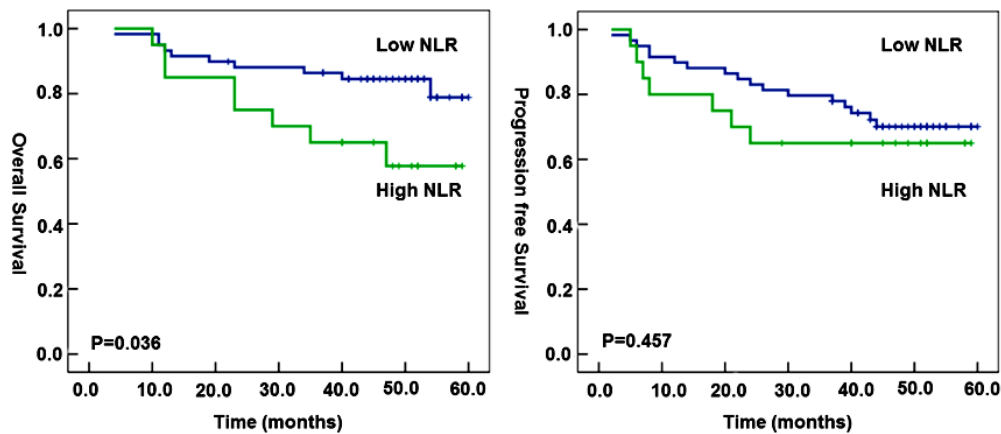 Overall Survival
1.0
0.8
0.6
0.4
0.2
0.0
Low NLR
High NLR
P=0.036
0.0 10.0 20.0 30.0 40.0 50.0 60.0
Time (months)
Progression free Survival
1.0
0.8
0.6
0.4
0.2
0.0
Low NLR
High NLR
P=0.457
0.0 10.0 20.0 30.0 40.0 50.0 60.0
Time (months)